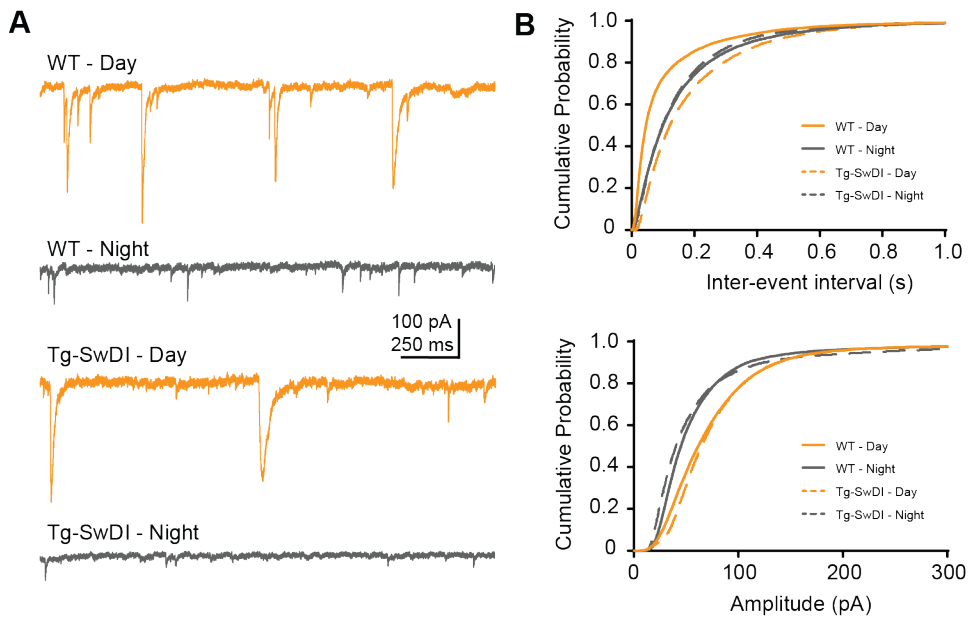 A
WT - Day
WT - Night
100 pA
250 ms
Tg-SwDI - Day
Tg-SwDI - Night
B
Cumulative Probability
1.0
0.8
0.6
0.4
0.2
0
WT - Day
WT - Night
Tg-SwDI - Day
Tg-SwDI - Night
0 0.2 0.4 0.6 0.8 1.0
Inter-event interval (s)
Cumulative Probability
1.0
0.8
0.6
0.4
0.2
0
WT - Day
WT - Night
Tg-SwDI - Day
Tg-SwDI - Night
0 100 200 300
Amplitude (pA)